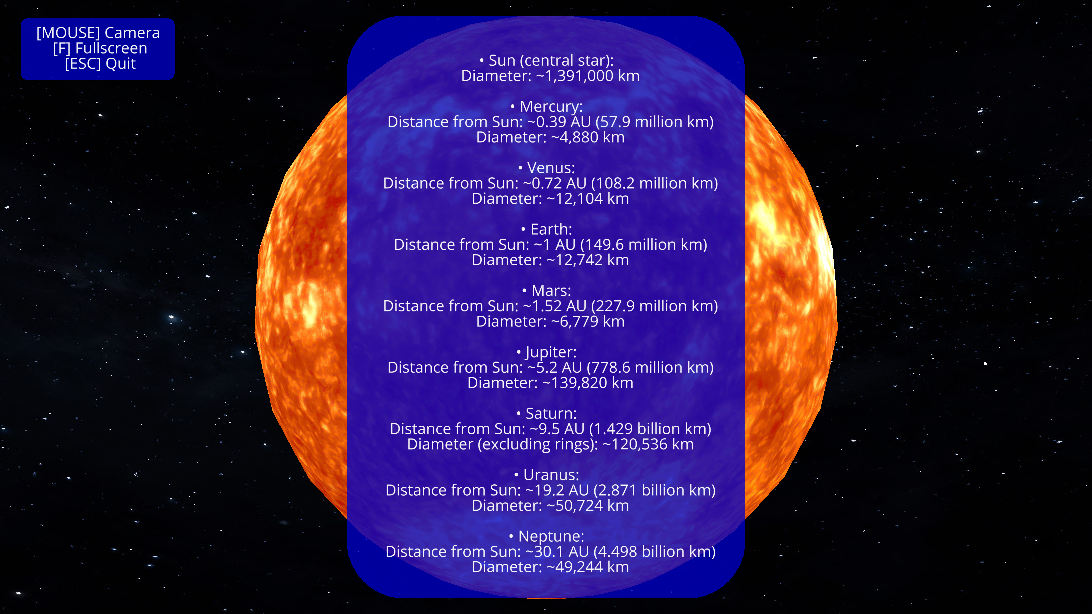 [MOUSE] Camera
[F] Fullscreen
[ESC] Quit
• Sun (central star):
Diameter: ~1,391,000 km
• Mercury:
Distance from Sun: ~0.39 AU (57.9 million km)
Diameter: ~4,880 km
• Venus:
Distance from Sun: ~0.72 AU (108.2 million km)
Diameter: ~12,104 km
• Earth:
Distance from Sun: ~1 AU (149.6 million km)
Diameter: ~12,742 km
• Mars:
Distance from Sun: ~1.52 AU (227.9 million km)
Diameter: ~6,779 km
• Jupiter:
Distance from Sun: ~5.2 AU (778.6 million km)
Diameter: ~139,820 km
• Saturn:
Distance from Sun: ~9.5 AU (1.429 billion km)
Diameter (excluding rings): ~120,536 km
• Uranus:
Distance from Sun: ~19.2 AU (2.871 billion km)
Diameter: ~50,724 km
• Neptune:
Distance from Sun: ~30.1 AU (4.498 billion km)
Diameter: ~49,244 km